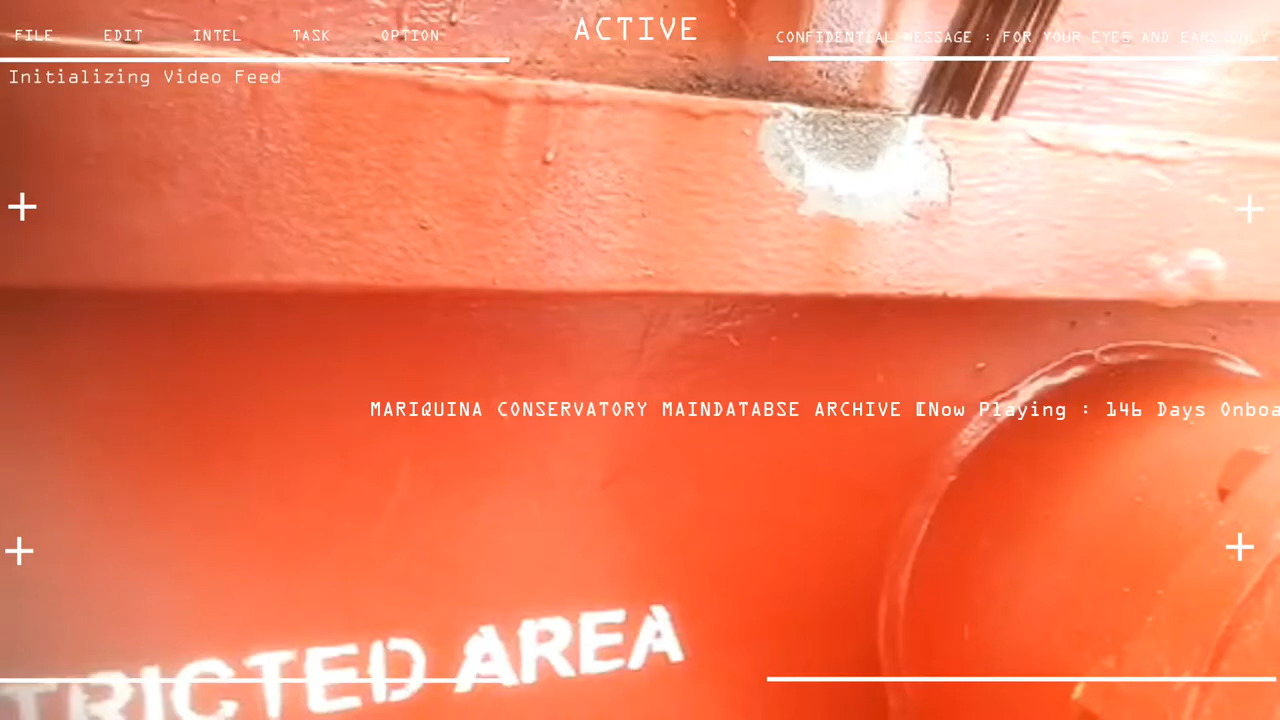 FILE EDIT INTEL TASK OPTION
ACTIVE
CONFIDENTIAL MESSAGE : FOR YOUR EYES AND EARS ONLY
Initializing Video Feed
MARIQUINA CONSERVATORY MAINDATABSE ARCHIVE
Now Playing : 146 Days Onboa
TRICTED AREA